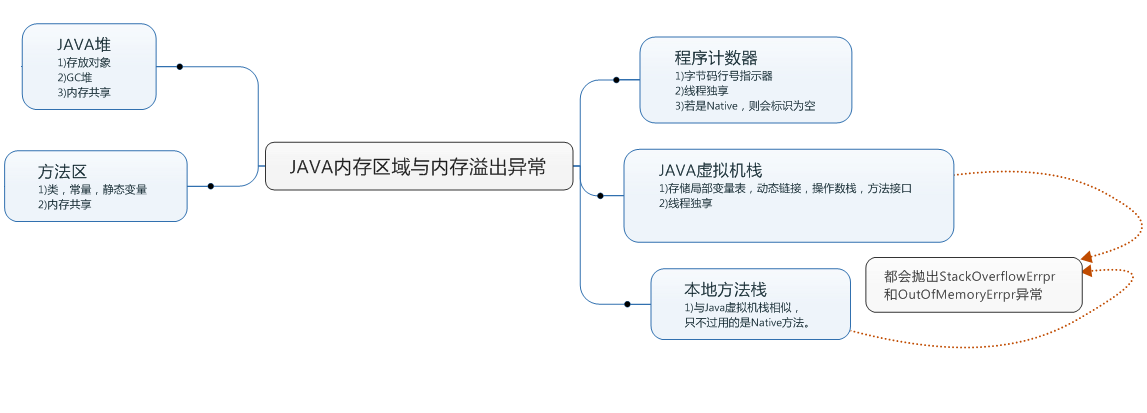 JAVA堆
1)存放对象
2)GC堆
3)内存共享
方法区
1)类，常量，静态变量
2)内存共享
JAVA内存区域与内存溢出异常
程序计数器
1)字节码行号指示器
2)线程独享
3)若是Native，则会标识为空
JAVA虚拟机栈
1)存储局部变量表，动态链接，操作数栈，方法接口
2)线程独享
本地方法栈
1)与Java虚拟机栈相似，
只不过用的是Native方法。
都会抛出StackOverflowErrpr
和OutOfMemoryErrpr异常